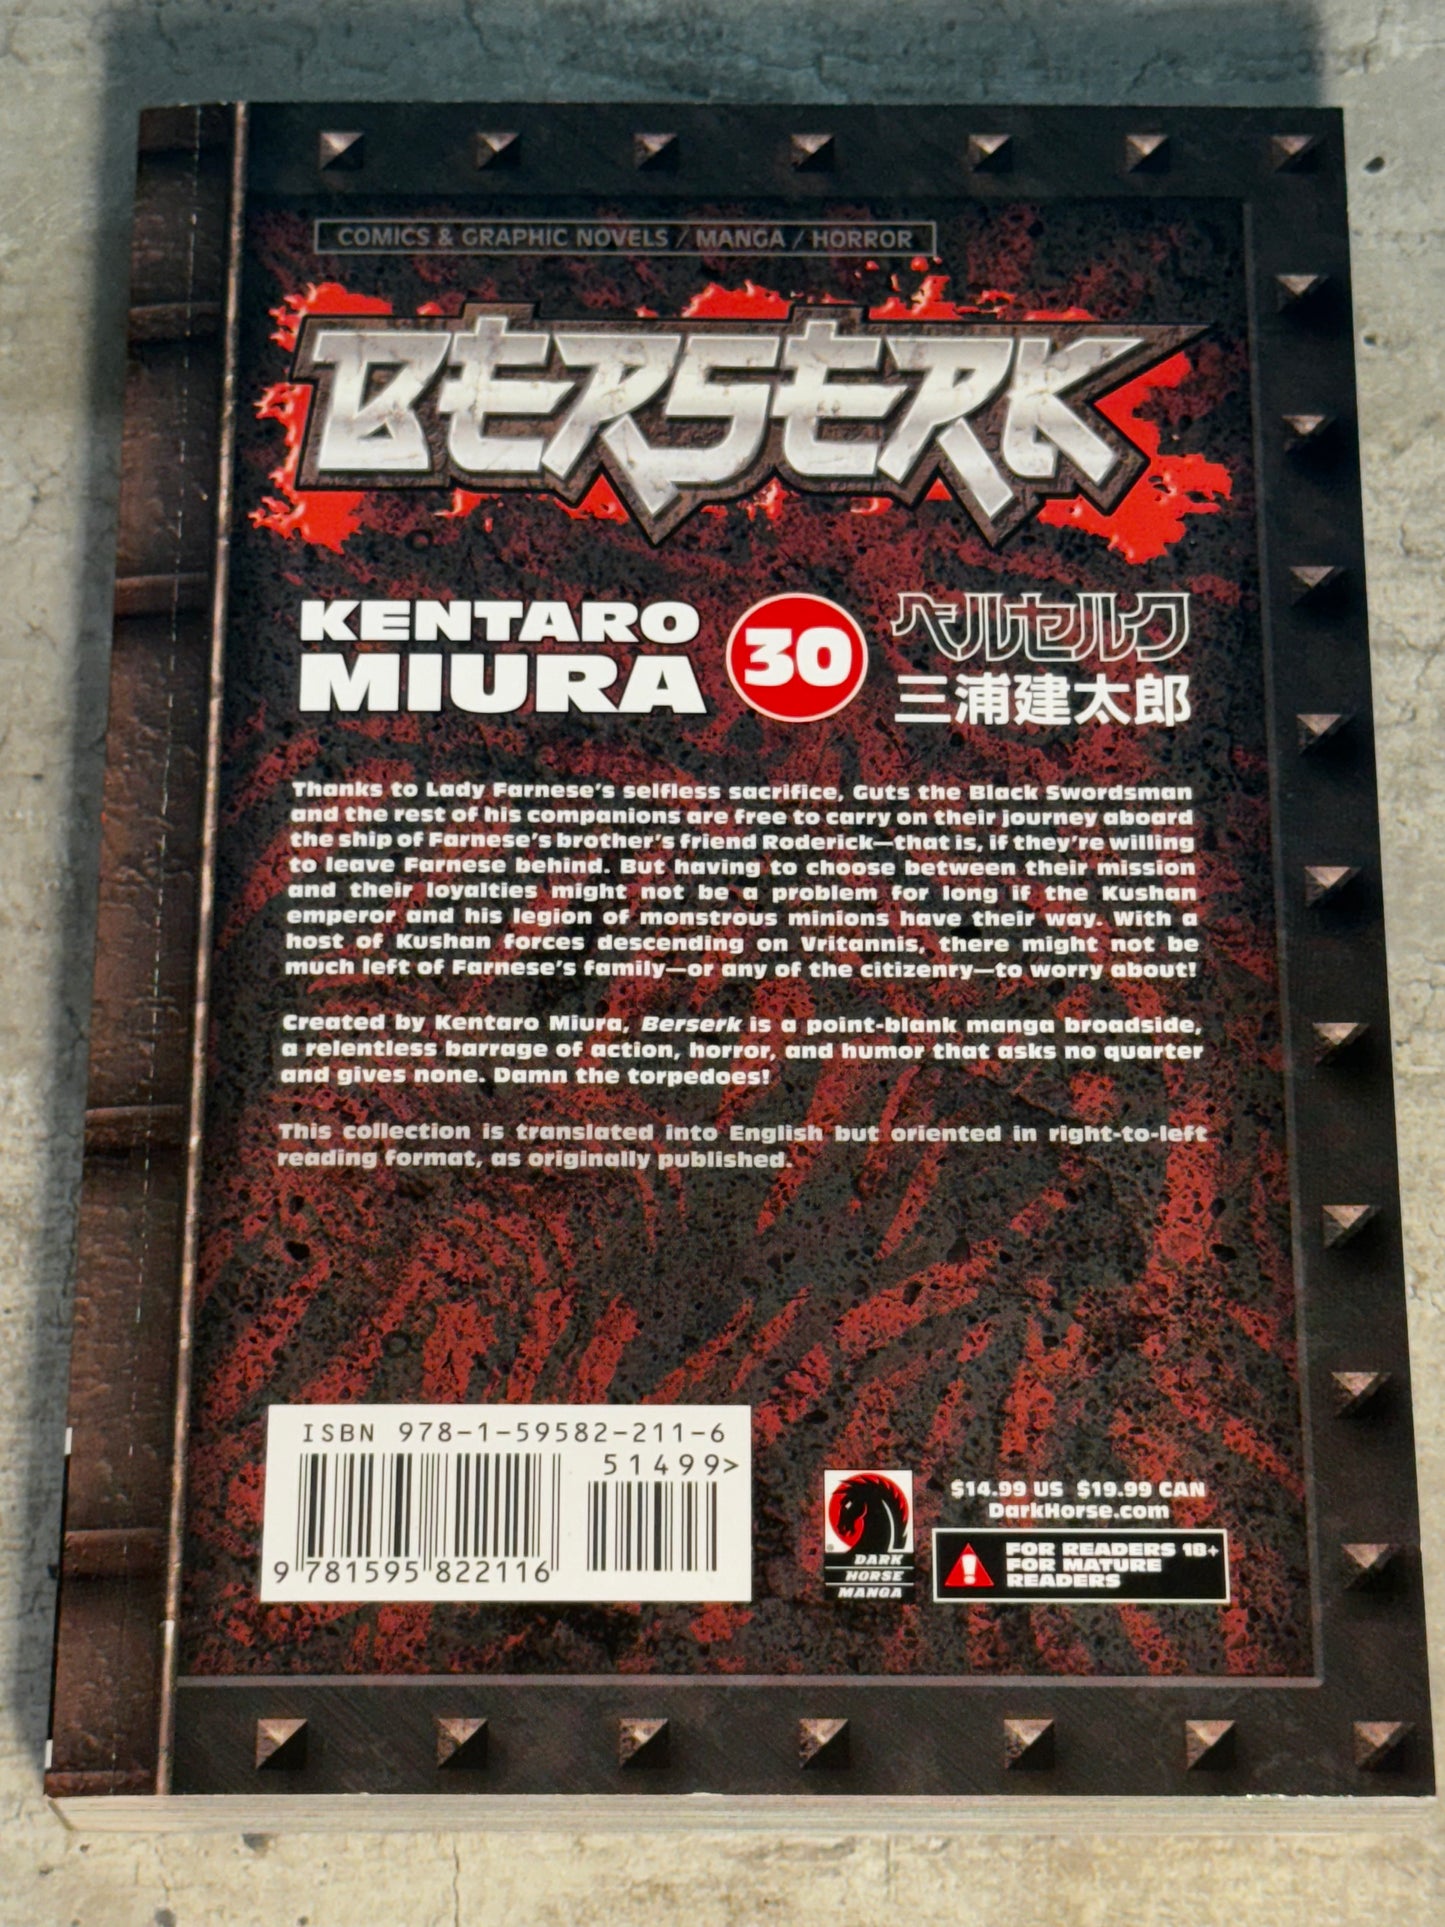 COMICS & GRAPHIC NOVELS / MANGA / HORROR
BERSERK
KENTARO
MIURA
30
ベルセルク
三浦建太郎
Thanks to Lady Farnese's selfless sacrifice, Guts the Black Swordsman
and the rest of his companions are free to carry on their journey aboard
the ship of Farnese's brother's friend Roderick—that is, if they're willing
to leave Farnese behind. But having to choose between their mission
and their loyalties might not be a problem for long if the Kushan
emperor and his legion of monstrous minions have their way. With a
host of Kushan forces descending on Vritannis, there might not be
much left of Farnese's family—or any of the citizenry—to worry about!
Created by Kentaro Miura, Berserk is a point-blank manga broadside,
a relentless barrage of action, horror, and humor that asks no quarter
and gives none. Damn the torpedoes!
This collection is translated into English but oriented in right-to-left
reading format, as originally published.
ISBN 978-1-59582-211-6
51499>
9 781595 822116
DARK
HORSE
MANGA
$14.99 US $19.99 CAN
DarkHorse.com
FOR READERS 18+
FOR MATURE
READERS